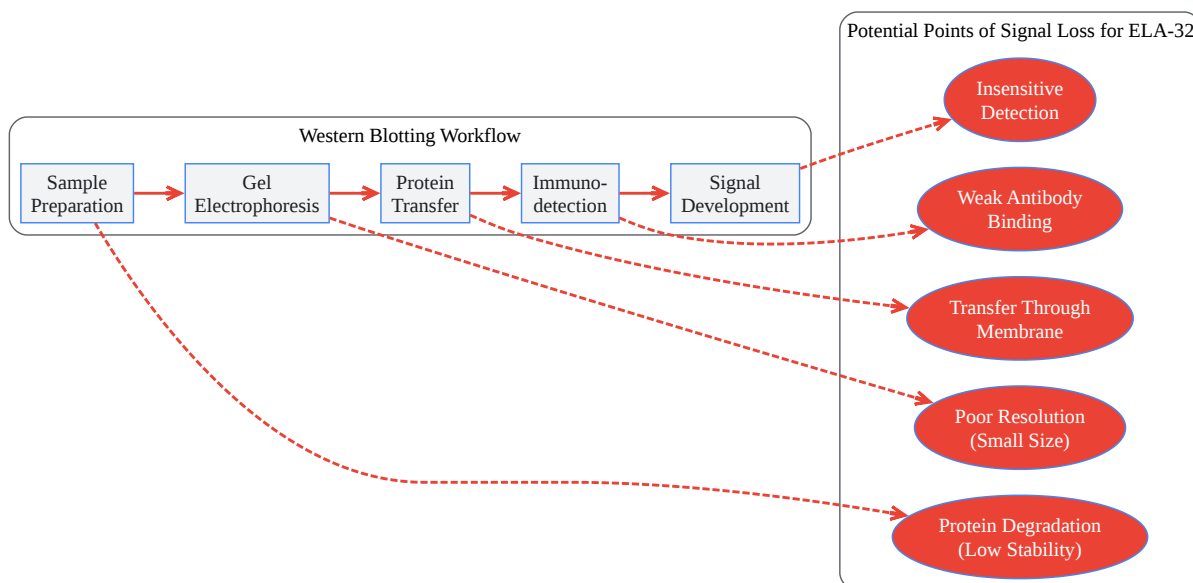 Potential Points of Signal Loss for ELA-32
Insensitive
Detection
Western Blotting Workflow
Sample
Preparation
Gel
Electrophoresis
Protein
Transfer
Immuno-
detection
Signal
Development
Weak Antibody
Binding
Transfer Through
Membrane
Poor Resolution
(Small Size)
Protein Degradation
(Low Stability)